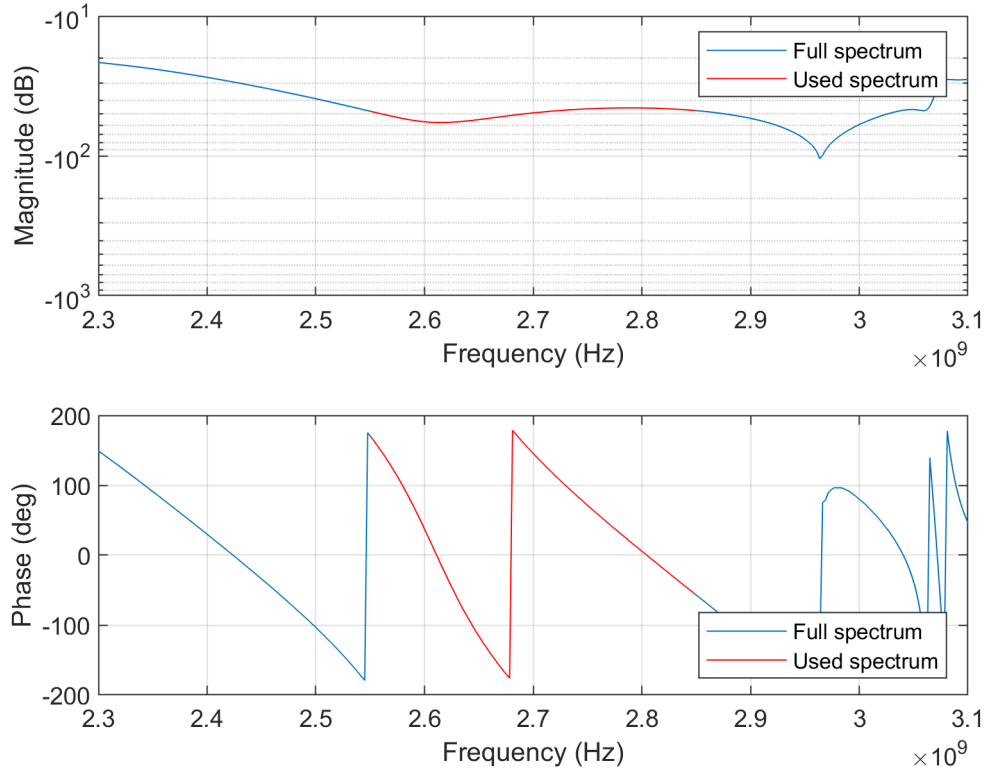 -10^1
Full spectrum
Used spectrum
Magnitude (dB)
-10^2
-10^3
2.3 2.4 2.5 2.6 2.7 2.8 2.9 3 3.1
Frequency (Hz)
×10^9
200
100
0
-100
-200
Phase (deg)
Full spectrum
Used spectrum
2.3 2.4 2.5 2.6 2.7 2.8 2.9 3 3.1
Frequency (Hz)
×10^9